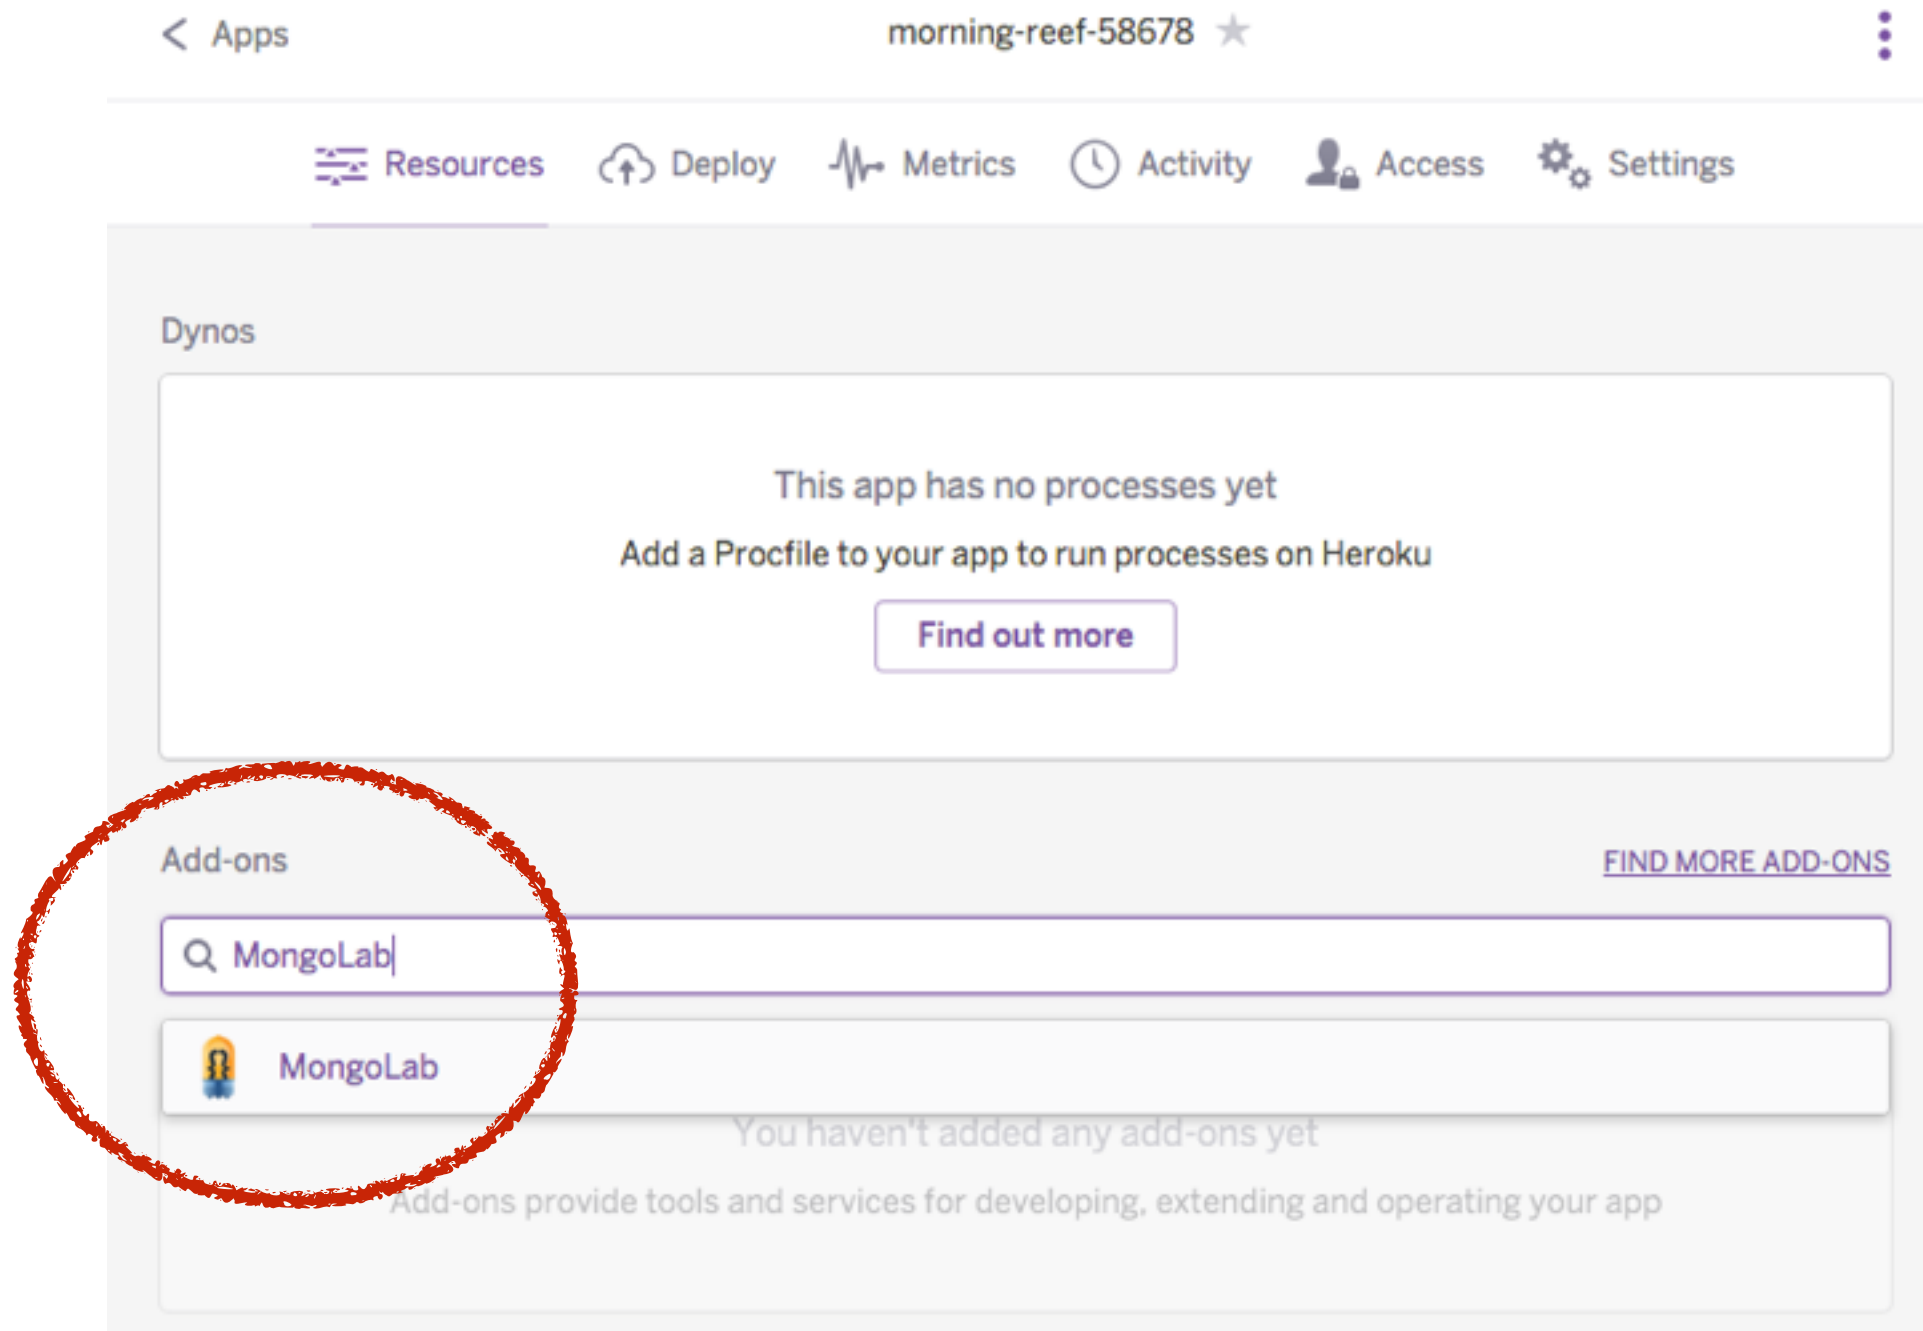 Apps
morning-reef-58678
Resources Deploy Metrics Activity Access Settings
Dynos
This app has no processes yet
Add a Procfile to your app to run processes on Heroku
Find out more
Add-ons
FIND MORE ADD-ONS
MongoLab
MongoLab
You haven't added any add-ons yet
Add-ons provide tools and services for developing, extending and operating your app